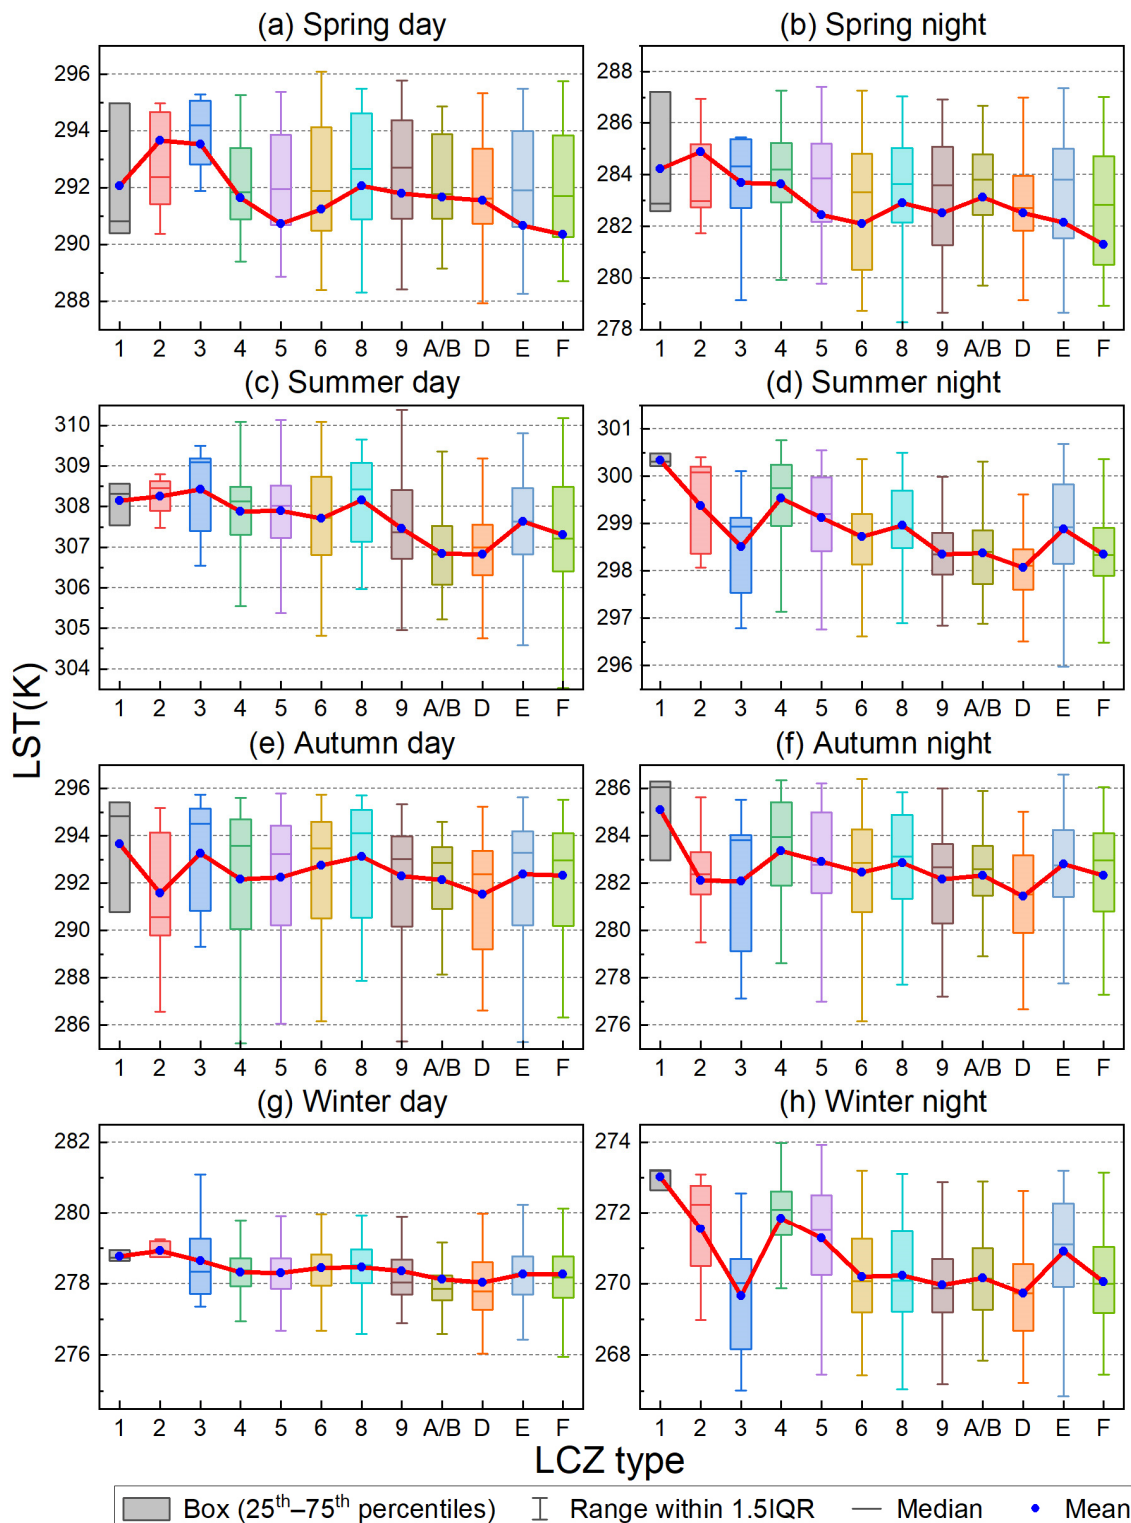 (a) Spring day
(b) Spring night
296
294
292
290
288
288
286
284
282
280
278
1 2 3 4 5 6 8 9 A/B D E F
1 2 3 4 5 6 8 9 A/B D E F
(c) Summer day
(d) Summer night
310
309
308
307
306
305
304
301
300
299
298
297
296
1 2 3 4 5 6 8 9 A/B D E F
1 2 3 4 5 6 8 9 A/B D E F
LST(K)
(e) Autumn day
(f) Autumn night
296
294
292
290
288
286
286
284
282
280
278
276
1 2 3 4 5 6 8 9 A/B D E F
1 2 3 4 5 6 8 9 A/B D E F
(g) Winter day
(h) Winter night
282
280
278
276
274
272
270
268
1 2 3 4 5 6 8 9 A/B D E F
1 2 3 4 5 6 8 9 A/B D E F
LCZ type
Box (25th–75th percentiles) Range within 1.5IQR Median Mean